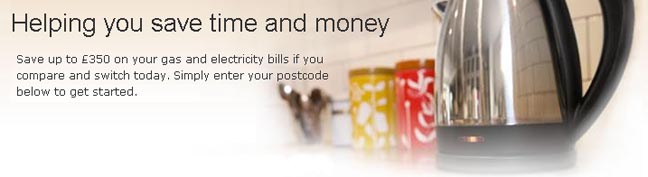 Helping you save time and money
Save up to £350 on your gas and electricity bills if you
compare and switch today. Simply enter your postcode
below to get started.